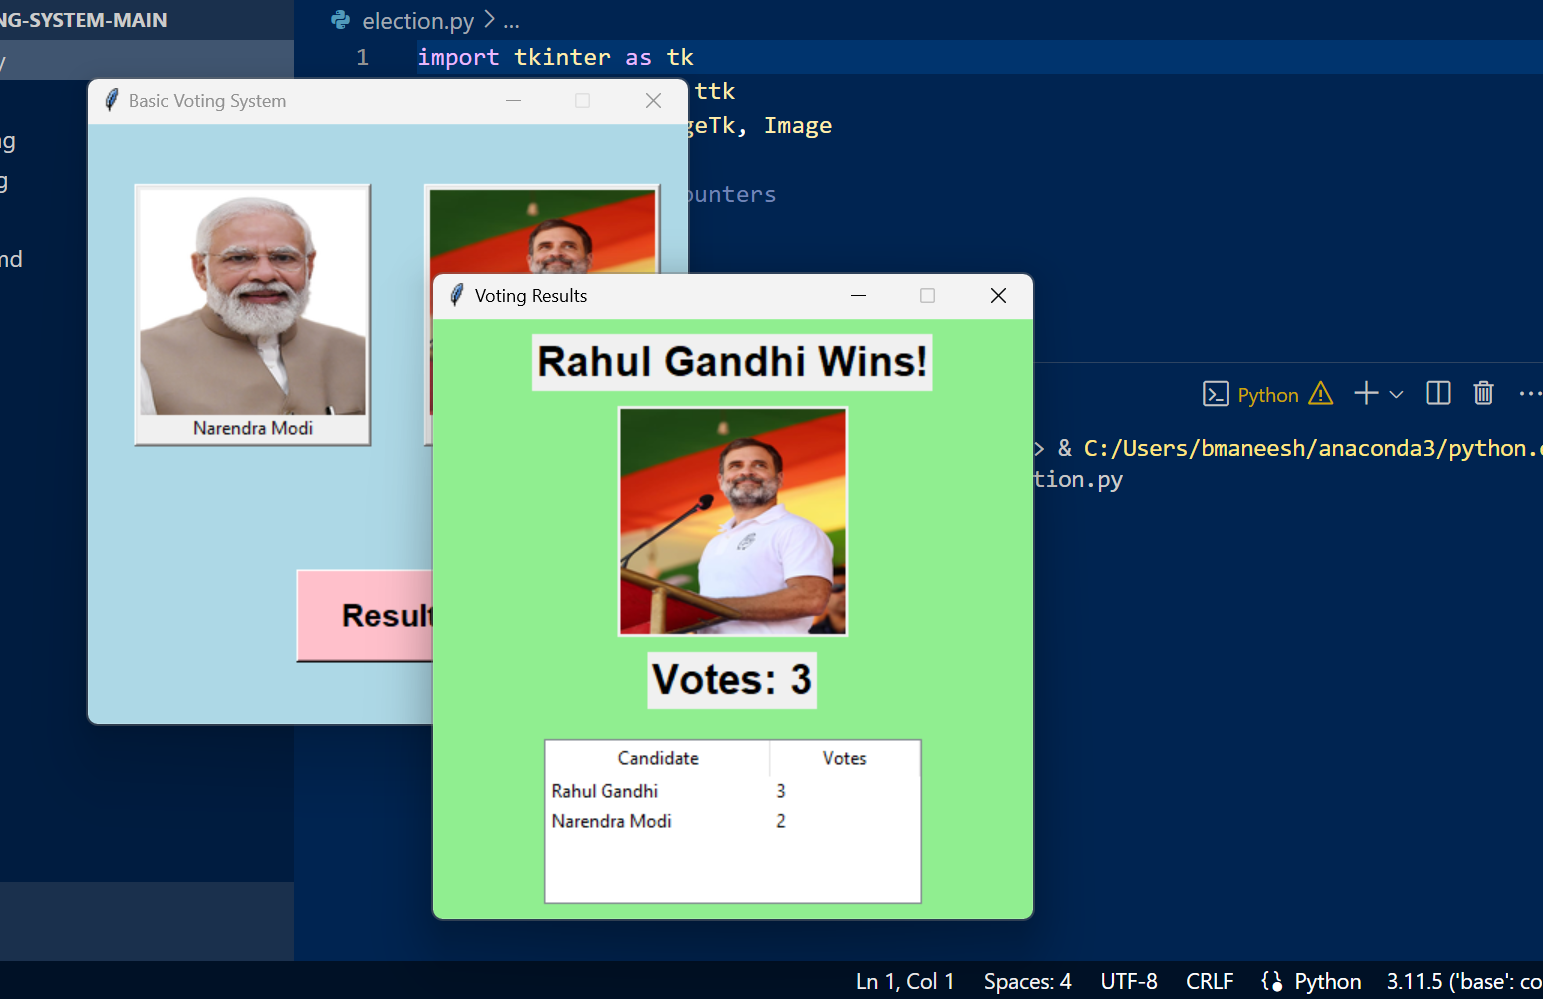 NG-SYSTEM-MAIN
election.py > ...
1 import tkinter as tk
ttk
geTk, Image
ounters
y
ng
g
md
Basic Voting System
Narendra Modi
Result
Voting Results
Rahul Gandhi Wins!
Votes: 3
Candidate Votes
Rahul Gandhi 3
Narendra Modi 2
Python
> & C:/Users/bmaneesh/anaconda3/python.e
tion.py
Ln 1, Col 1 Spaces: 4 UTF-8 CRLF {} Python 3.11.5 ('base': co